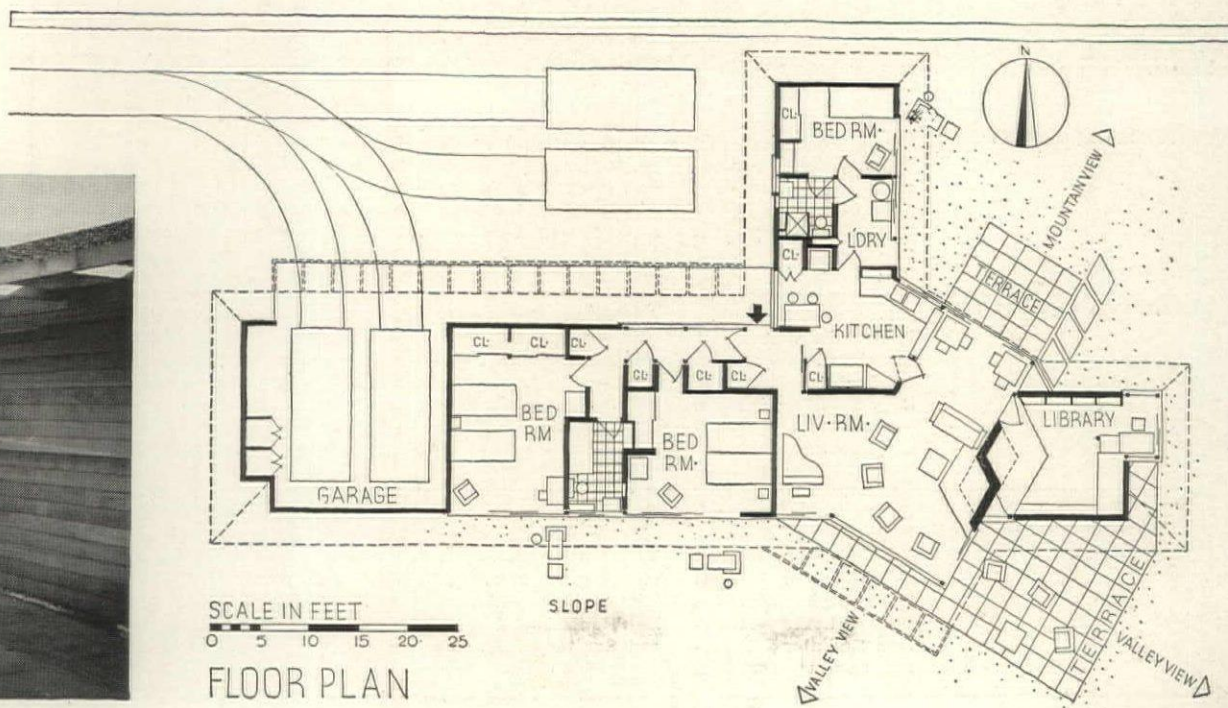 N
CL·
BED RM·
MOUNTAIN VIEW
L'DRY
CL·
TERRACE
KITCHEN
CL·
CL·
CL·
CL·
CL·
CL·
CL·
BED
RM
BED
RM·
LIV·RM·
LIBRARY
GARAGE
TERRACE
SCALE IN FEET
0 5 10 15 20· 25
SLOPE
VALLEY VIEW
VALLEY VIEW
FLOOR PLAN